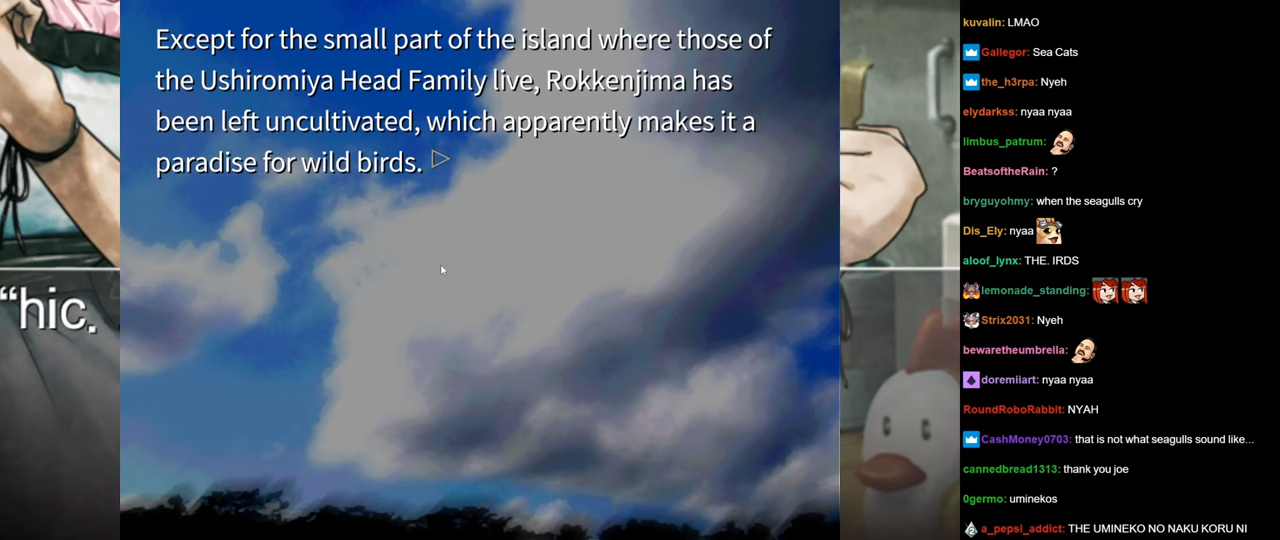 Except for the small part of the island where those of
the Ushiromiya Head Family live, Rokkenjima has
been left uncultivated, which apparently makes it a
paradise for wild birds.
“hic.
kuvalin: LMAO
Gallegor: Sea Cats
the_h3rpa: Nyeh
elydarkss: nyaa nyaa
limbus_patrum:
BeatsoftheRain: ?
bryguyohmy: when the seagulls cry
Dis_Ely: nyaa
aloof_lynx: THE. IRDS
lemonade_standing:
Strix2031: Nyeh
bewaretheumbrella:
doremiiart: nyaa nyaa
RoundRoboRabbit: NYAH
CashMoney0703: that is not what seagulls sound like...
cannedbread1313: thank you joe
0germo: uminekos
a_pepsi_addict: THE UMINEKO NO NAKU KORU NI